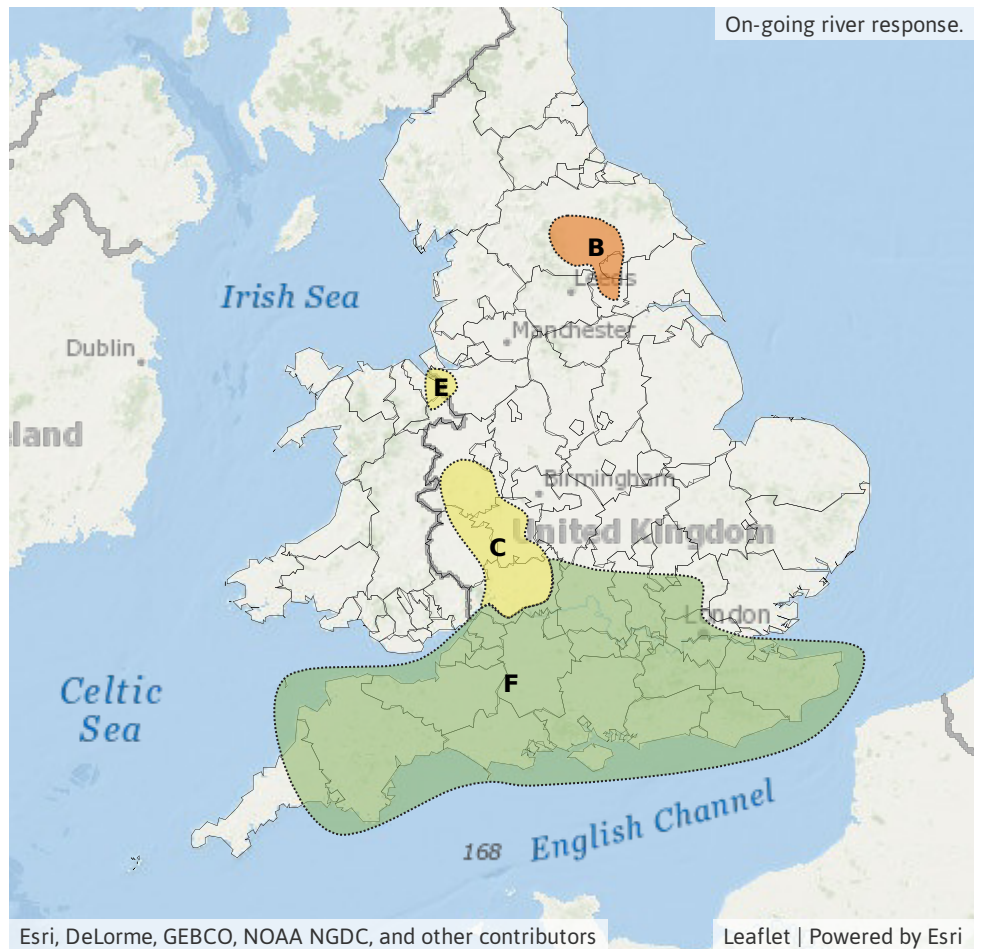 On-going river response.
B
Leeds
Irish Sea
Manchester
Dublin
E
land
Birmingham
United Kingdom
C
London
F
Celtic
Sea
English Channel
168
Esri, DeLorme, GEBCO, NOAA NGDC, and other contributors
Leaflet | Powered by Esri